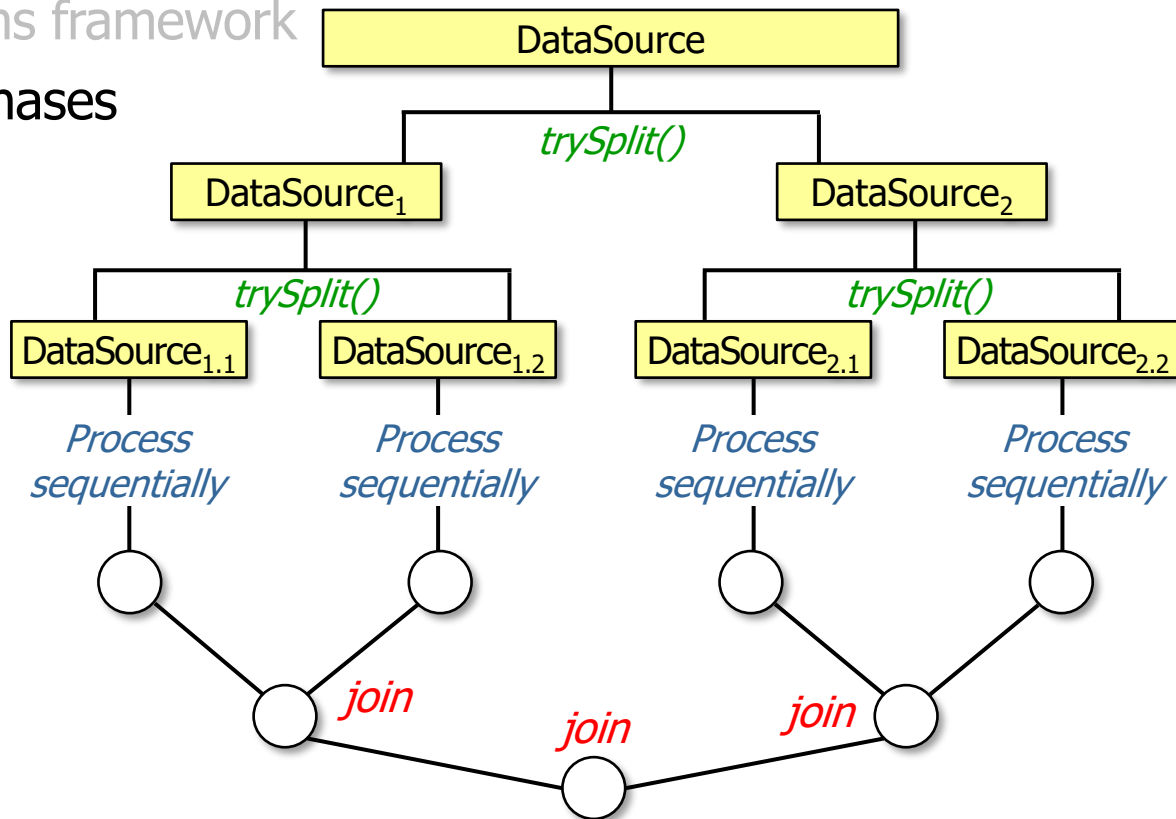 ns framework
DataSource
hases
trySplit()
DataSource1
DataSource2
trySplit()
trySplit()
DataSource1.1
DataSource1.2
DataSource2.1
DataSource2.2
Process
sequentially
Process
sequentially
Process
sequentially
Process
sequentially
join
join
join